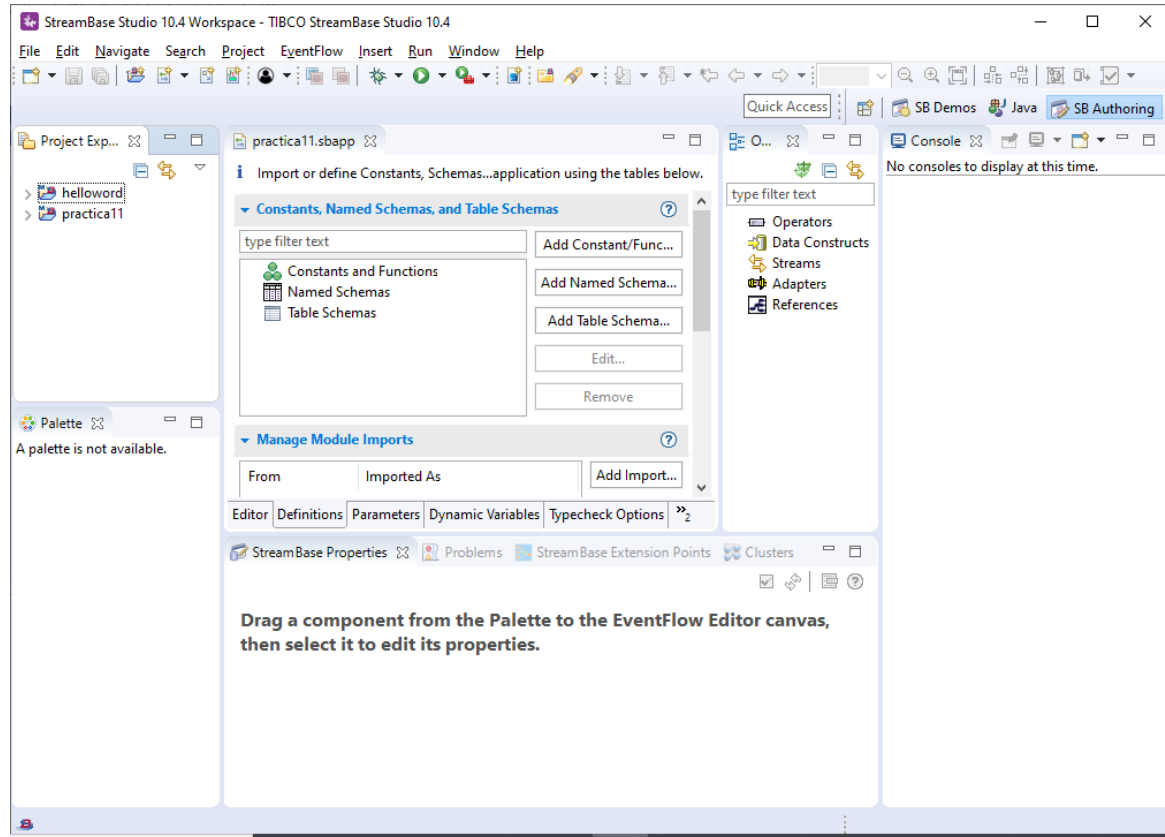 StreamBase Studio 10.4 Workspace - TIBCO StreamBase Studio 10.4
File Edit Navigate Search Project EventFlow Insert Run Window Help
Quick Access SB Demos Java SB Authoring
Project Exp...
helloword
practica11
Palette
A palette is not available.
practica11.sbapp
Import or define Constants, Schemas...application using the tables below.
Constants, Named Schemas, and Table Schemas
type filter text
Constants and Functions
Named Schemas
Table Schemas
Add Constant/Func...
Add Named Schema...
Add Table Schema...
Edit...
Remove
Manage Module Imports
From Imported As
Add Import...
Editor Definitions Parameters Dynamic Variables Typecheck Options »2
O...
type filter text
Operators
Data Constructs
Streams
Adapters
References
Console
No consoles to display at this time.
StreamBase Properties Problems StreamBase Extension Points Clusters
Drag a component from the Palette to the EventFlow Editor canvas,
then select it to edit its properties.